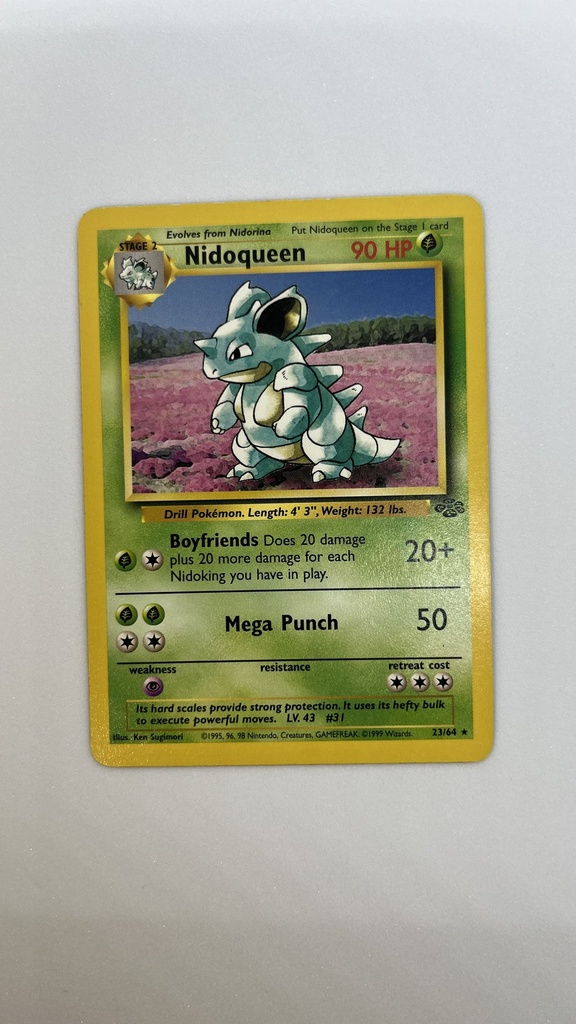 Evolves from Nidorina Put Nidoqueen on the Stage 1 card
STAGE 2
Nidoqueen 90 HP
Drill Pokémon. Length: 4' 3", Weight: 132 lbs.
Boyfriends Does 20 damage
plus 20 more damage for each
Nidoking you have in play.
20+
Mega Punch 50
weakness resistance retreat cost
Its hard scales provide strong protection. It uses its hefty bulk
to execute powerful moves. LV. 43 #31
Illus. Ken Sugimori ©1995, 96, 98 Nintendo, Creatures, GAMEFREAK. ©1999 Wizards. 23/64 ★